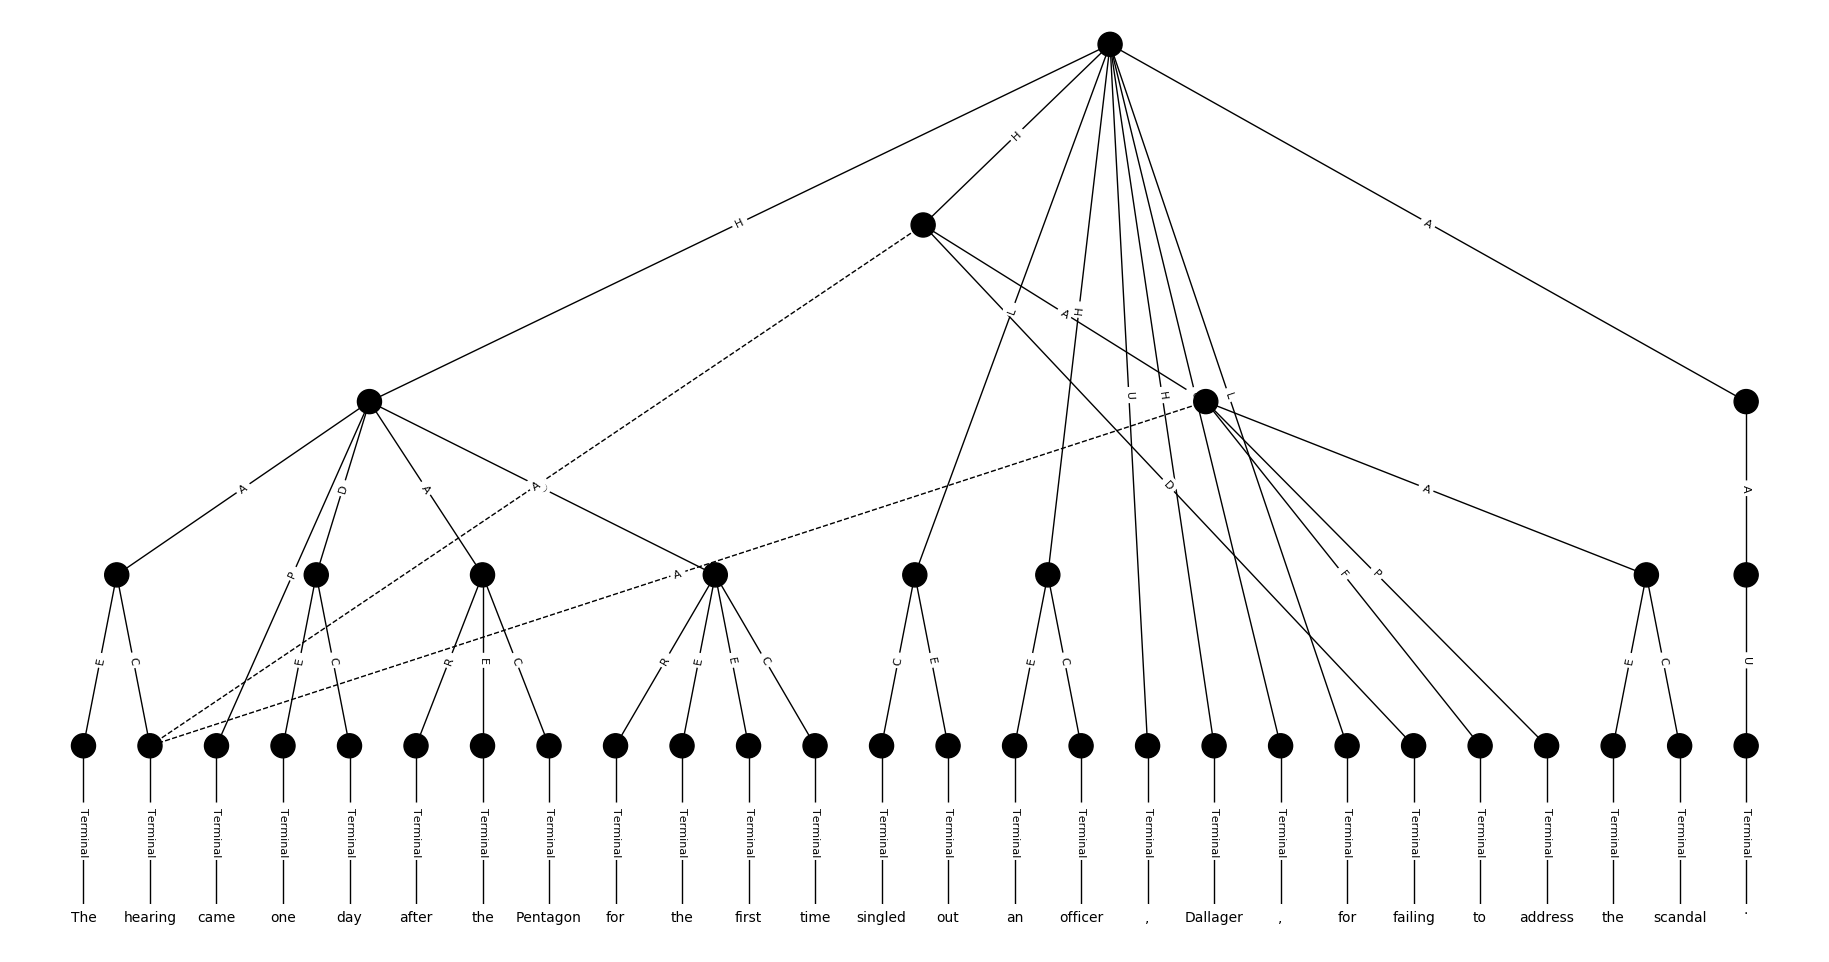 H
H
A
L
A
H
U
H
L
A
D
A
A
D
A
A
P
A
F
P
A
E
C
E
C
R
E
C
R
E
E
C
C
E
E
C
E
C
U
Terminal Terminal Terminal Terminal Terminal Terminal Terminal Terminal Terminal Terminal Terminal Terminal Terminal Terminal Terminal Terminal Terminal Terminal Terminal Terminal Terminal Terminal Terminal Terminal Terminal Terminal
The hearing came one day after the Pentagon for the first time singled out an officer , Dallager , for failing to address the scandal .